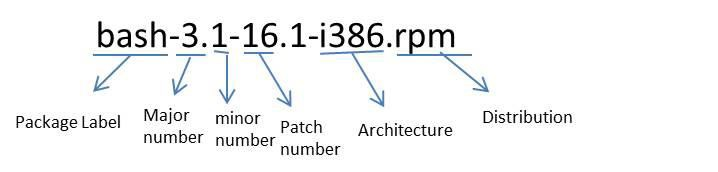 bash-3.1-16.1-i386.rpm
Package Label
Major
number
minor
number
Patch
number
Architecture
Distribution